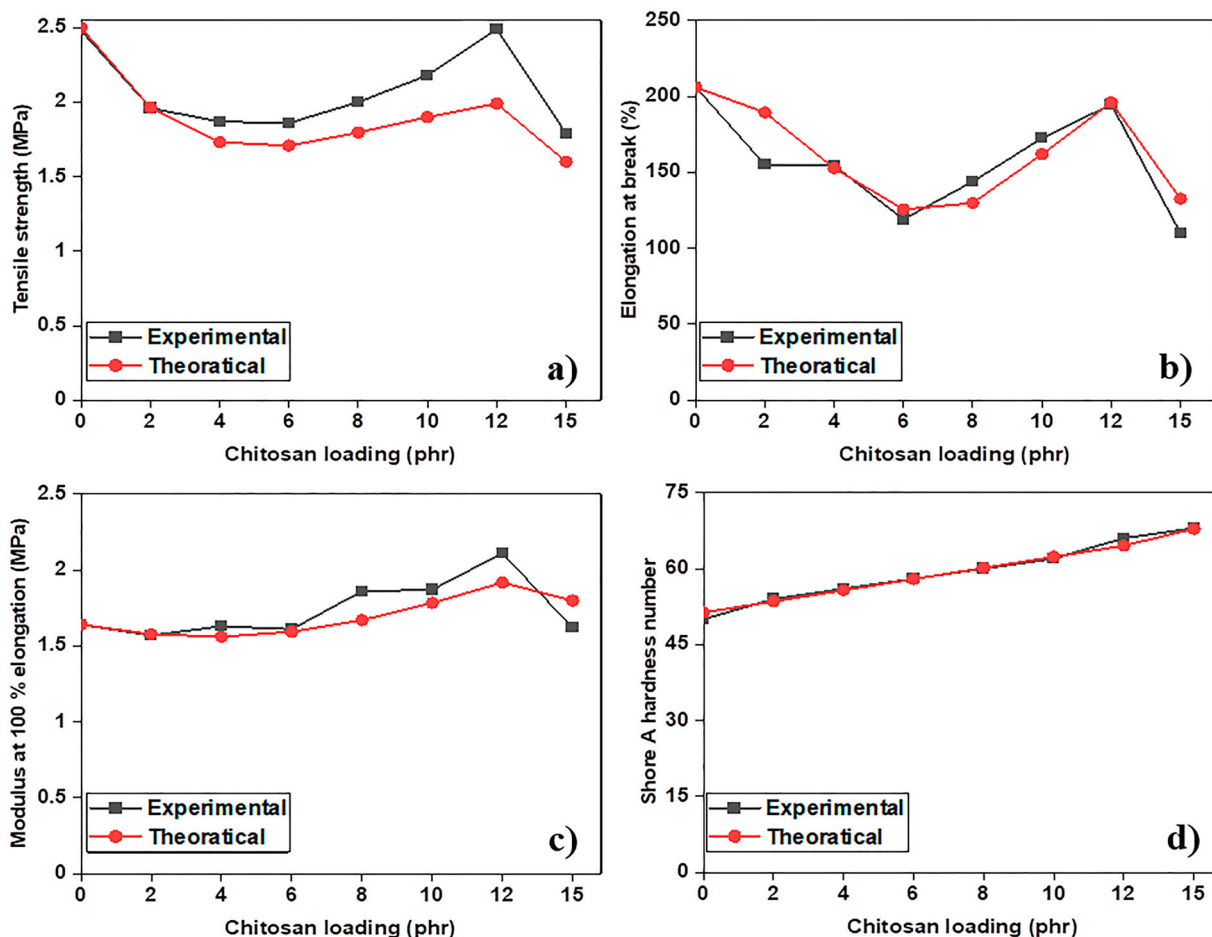 Tensile strength (MPa)
2.5
2
1.5
1
0.5
0
Experimental
Theoratical
a)
0 2 4 6 8 10 12 15
Chitosan loading (phr)
Elongation at break (%)
250
200
150
100
50
0
Experimental
Theoratical
b)
0 2 4 6 8 10 12 15
Chitosan loading (phr)
Modulus at 100 % elongation (MPa)
2.5
2
1.5
1
0.5
0
Experimental
Theoratical
c)
0 2 4 6 8 10 12 15
Chitosan loading (phr)
Shore A hardness number
75
60
45
30
15
0
Experimental
Theoratical
d)
0 2 4 6 8 10 12 15
Chitosan loading (phr)